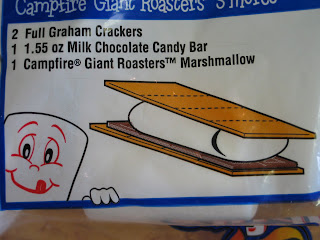 Campfire Giant Roasters S'mores
2 Full Graham Crackers
1 1.55 oz Milk Chocolate Candy Bar
1 Campfire® Giant Roasters™ Marshmallow